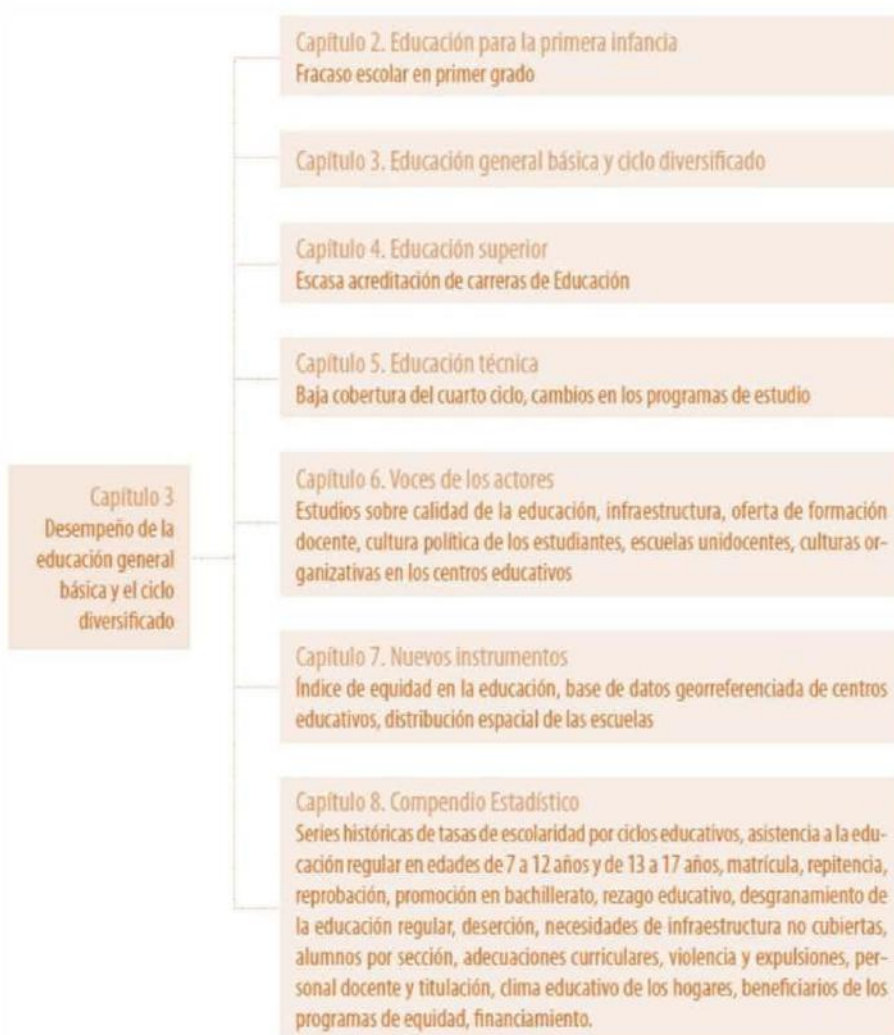 Capítulo 2. Educación para la primera infancia
Fracaso escolar en primer grado
Capítulo 3. Educación general básica y ciclo diversificado
Capítulo 4. Educación superior
Escasa acreditación de carreras de Educación
Capítulo 5. Educación técnica
Baja cobertura del cuarto ciclo, cambios en los programas de estudio
Capítulo 3
Desempeño de la
educación general
básica y el ciclo
diversificado
Capítulo 6. Voces de los actores
Estudios sobre calidad de la educación, infraestructura, oferta de formación
docente, cultura política de los estudiantes, escuelas unidocentes, culturas or-
ganizativas en los centros educativos
Capítulo 7. Nuevos instrumentos
Índice de equidad en la educación, base de datos georreferenciada de centros
educativos, distribución espacial de las escuelas
Capítulo 8. Compendio Estadístico
Series históricas de tasas de escolaridad por ciclos educativos, asistencia a la edu-
cación regular en edades de 7 a 12 años y de 13 a 17 años, matrícula, repitencia,
reprobación, promoción en bachillerato, rezago educativo, desgranamiento de
la educación regular, deserción, necesidades de infraestructura no cubiertas,
alumnos por sección, adecuaciones curriculares, violencia y expulsiones, per-
sonal docente y titulación, clima educativo de los hogares, beneficiarios de los
programas de equidad, financiamiento.